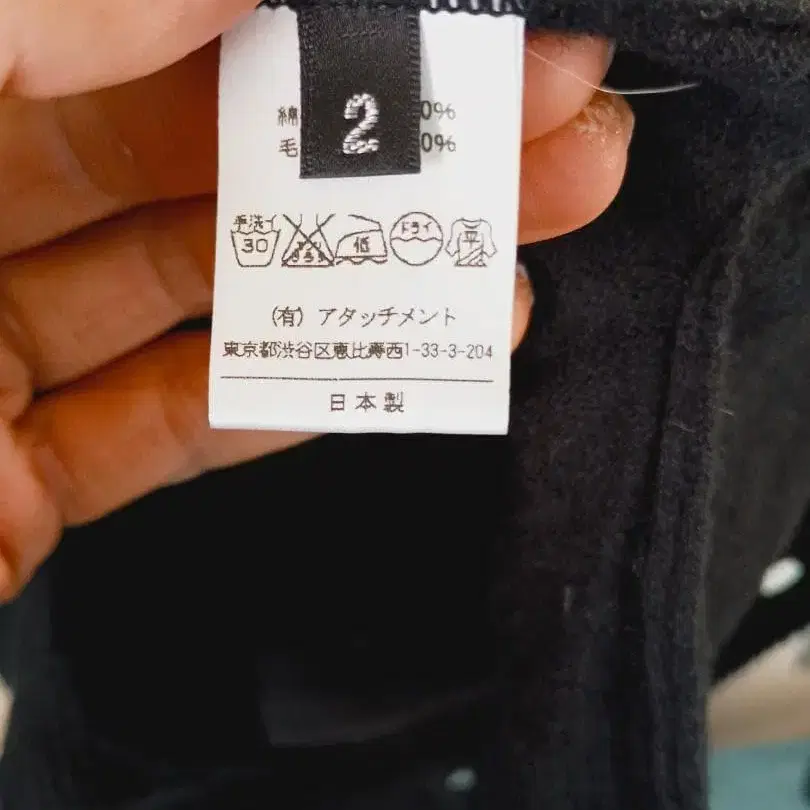 2
綿 0%
毛 0%
手洗イ 30 低 ドライ 平
(有) アタッチメント
東京都渋谷区恵比寿西1-33-3-204
日本製